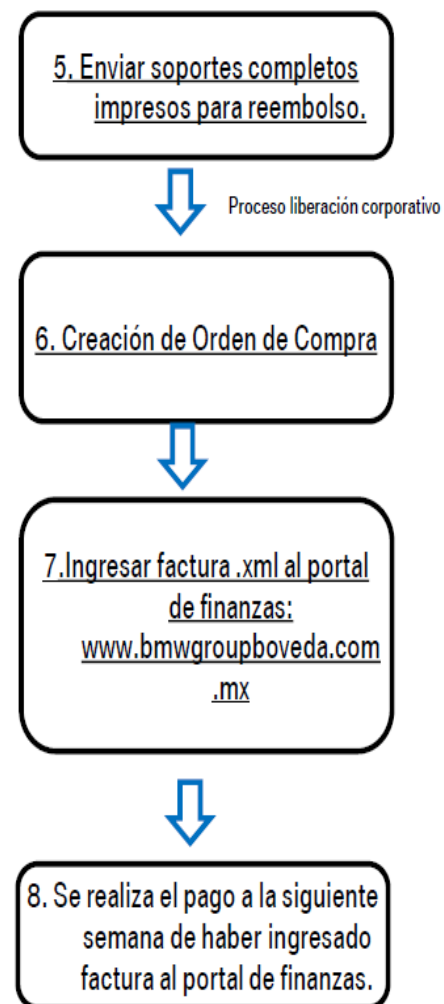 5. Enviar soportes completos
impresos para reembolso.
Proceso liberación corporativo
6. Creación de Orden de Compra
7.Ingresar factura .xml al portal
de finanzas:
www.bmwgroupboveda.com
.mx
8. Se realiza el pago a la siguiente
semana de haber ingresado
factura al portal de finanzas.